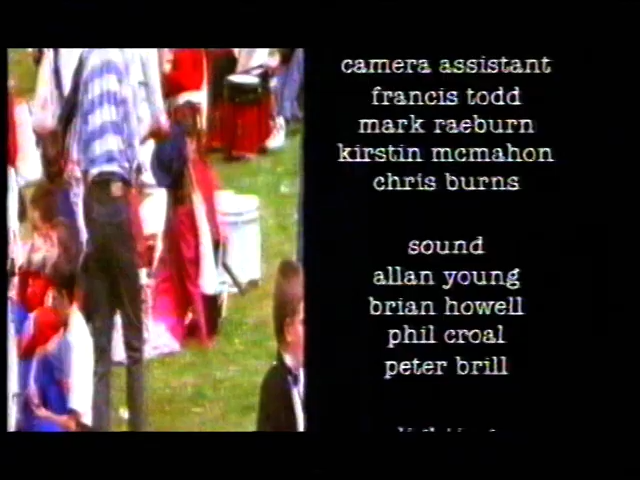 camera assistant
francis todd
mark raeburn
kirstin mcmahon
chris burns
sound
allan young
brian howell
phil croal
peter brill